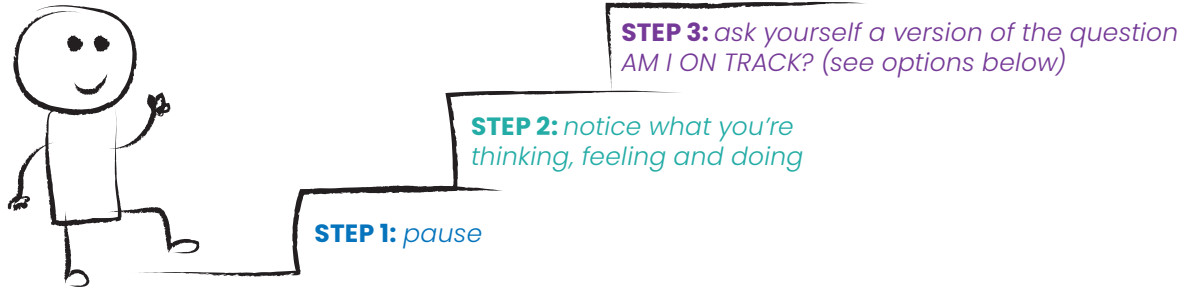 STEP 3: ask yourself a version of the question
AM I ON TRACK? (see options below)
STEP 2: notice what you’re
thinking, feeling and doing
STEP 1: pause